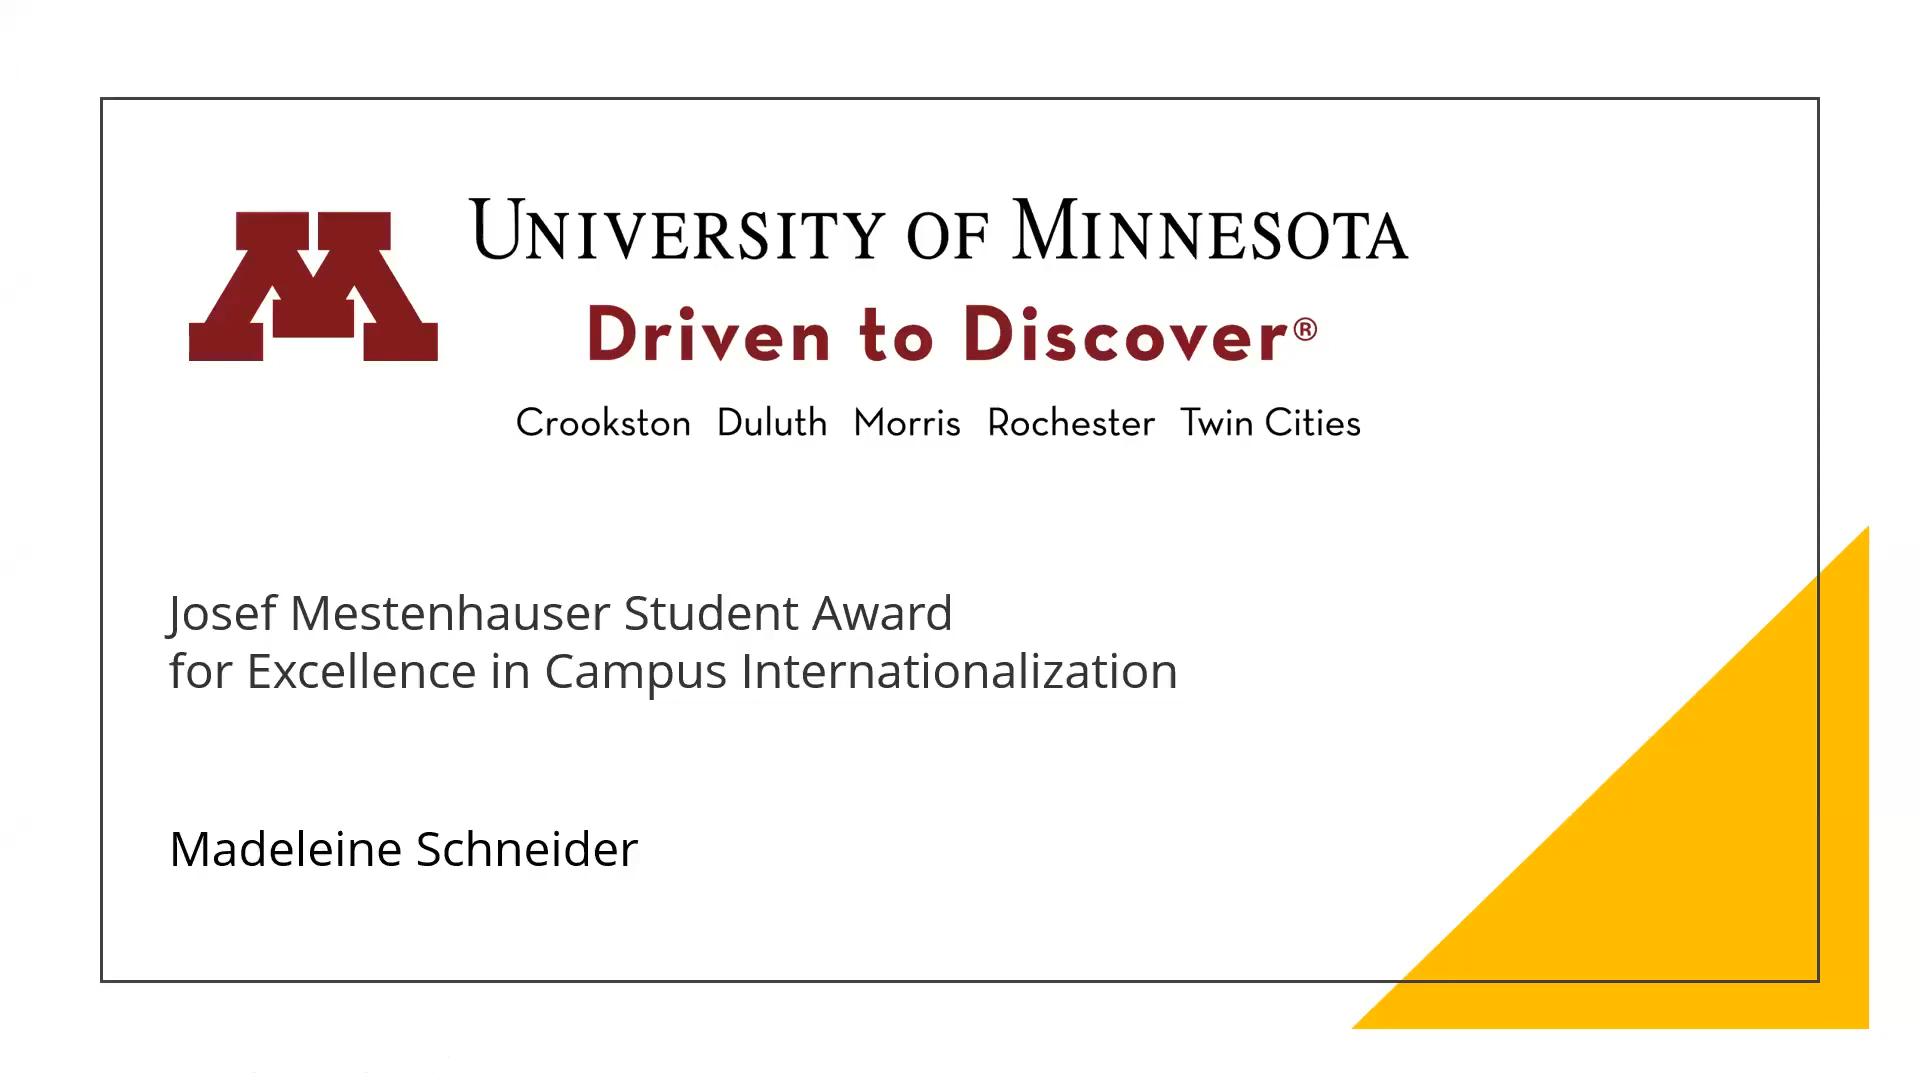 M
University of Minnesota
Driven to Discover®
Crookston Duluth Morris Rochester Twin Cities
Josef Mestenhauser Student Award
for Excellence in Campus Internationalization
Madeleine Schneider